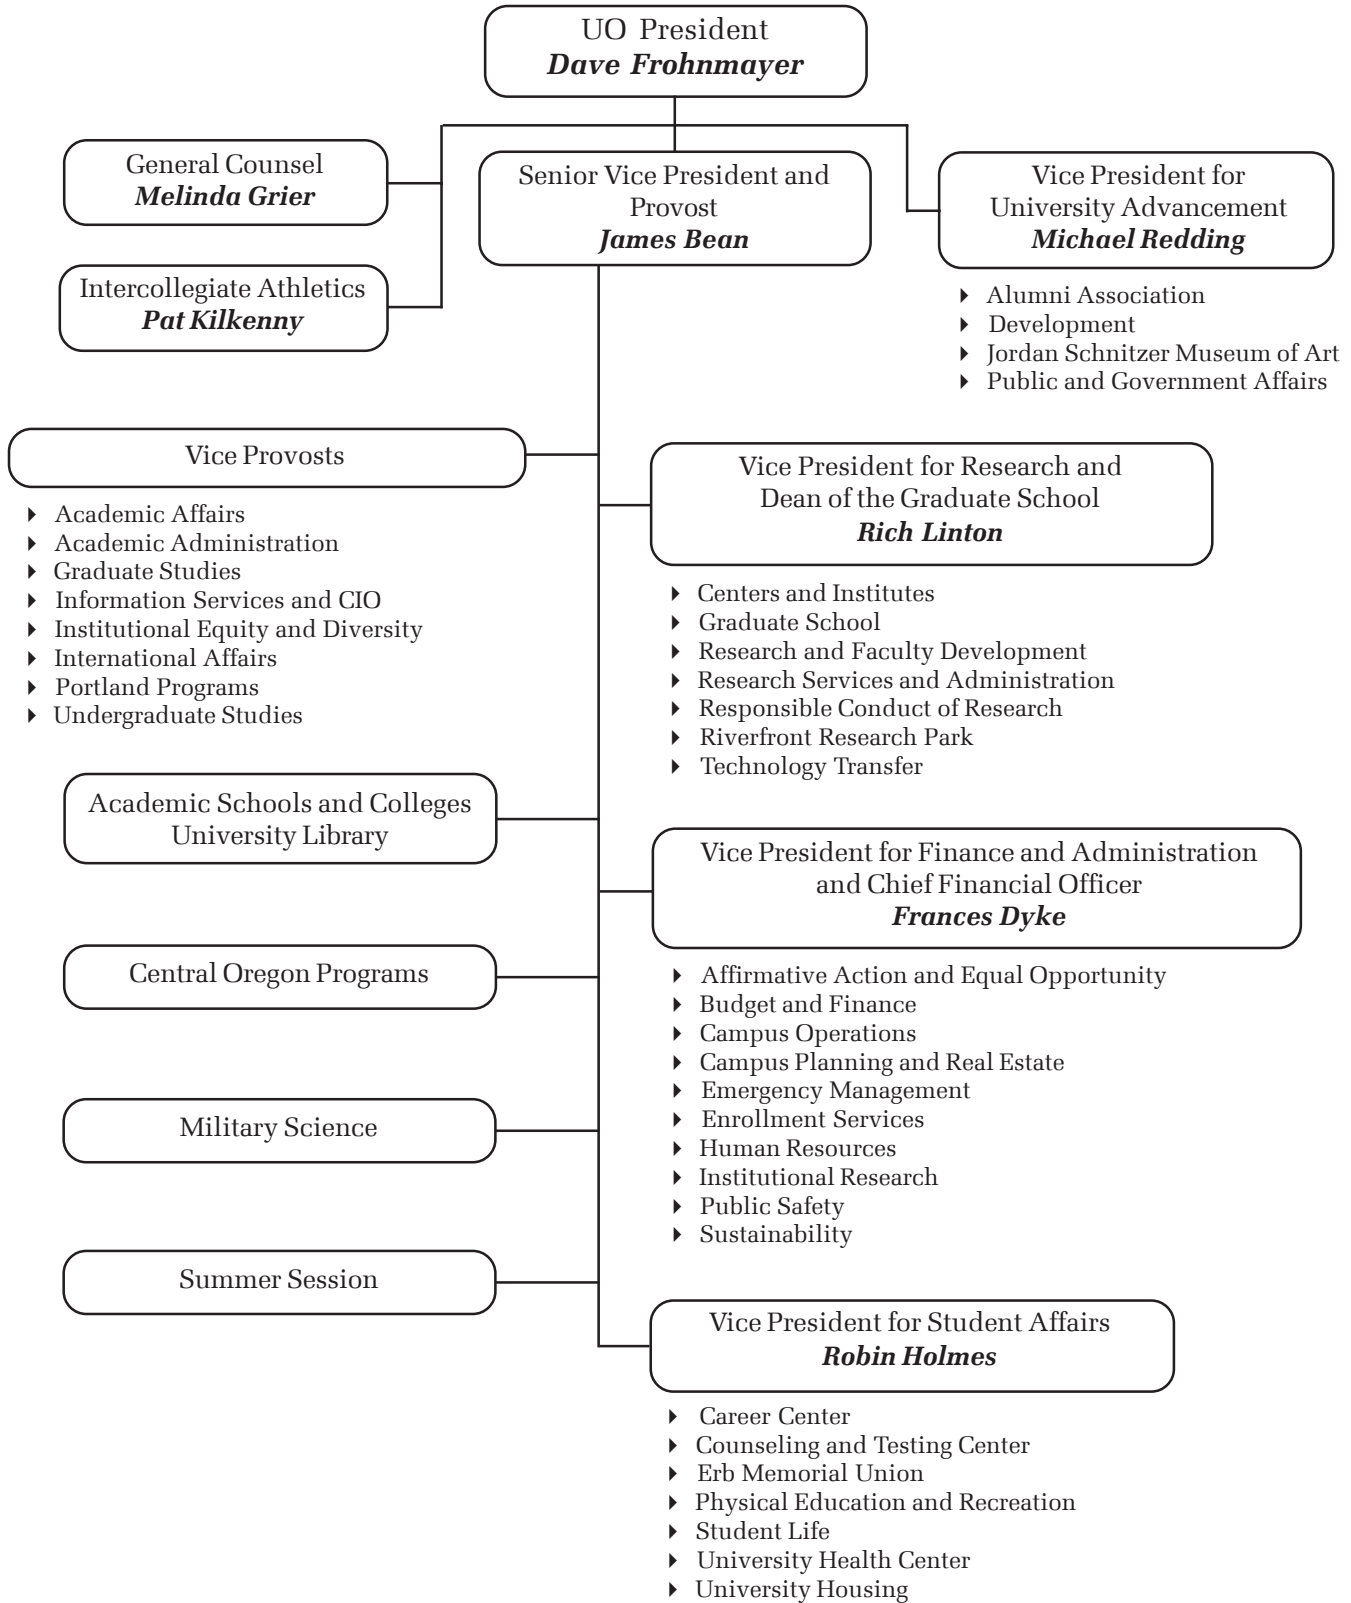 UO President
Dave Frohnmayer
General Counsel
Melinda Grier
Senior Vice President and
Provost
James Bean
Vice President for
University Advancement
Michael Redding
Intercollegiate Athletics
Pat Kilkenny
Alumni Association
Development
Jordan Schnitzer Museum of Art
Public and Government Affairs
Vice Provosts
Academic Affairs
Academic Administration
Graduate Studies
Information Services and CIO
Institutional Equity and Diversity
International Affairs
Portland Programs
Undergraduate Studies
Vice President for Research and
Dean of the Graduate School
Rich Linton
Centers and Institutes
Graduate School
Research and Faculty Development
Research Services and Administration
Responsible Conduct of Research
Riverfront Research Park
Technology Transfer
Academic Schools and Colleges
University Library
Vice President for Finance and Administration
and Chief Financial Officer
Frances Dyke
Central Oregon Programs
Affirmative Action and Equal Opportunity
Budget and Finance
Campus Operations
Campus Planning and Real Estate
Emergency Management
Enrollment Services
Human Resources
Institutional Research
Public Safety
Sustainability
Military Science
Summer Session
Vice President for Student Affairs
Robin Holmes
Career Center
Counseling and Testing Center
Erb Memorial Union
Physical Education and Recreation
Student Life
University Health Center
University Housing